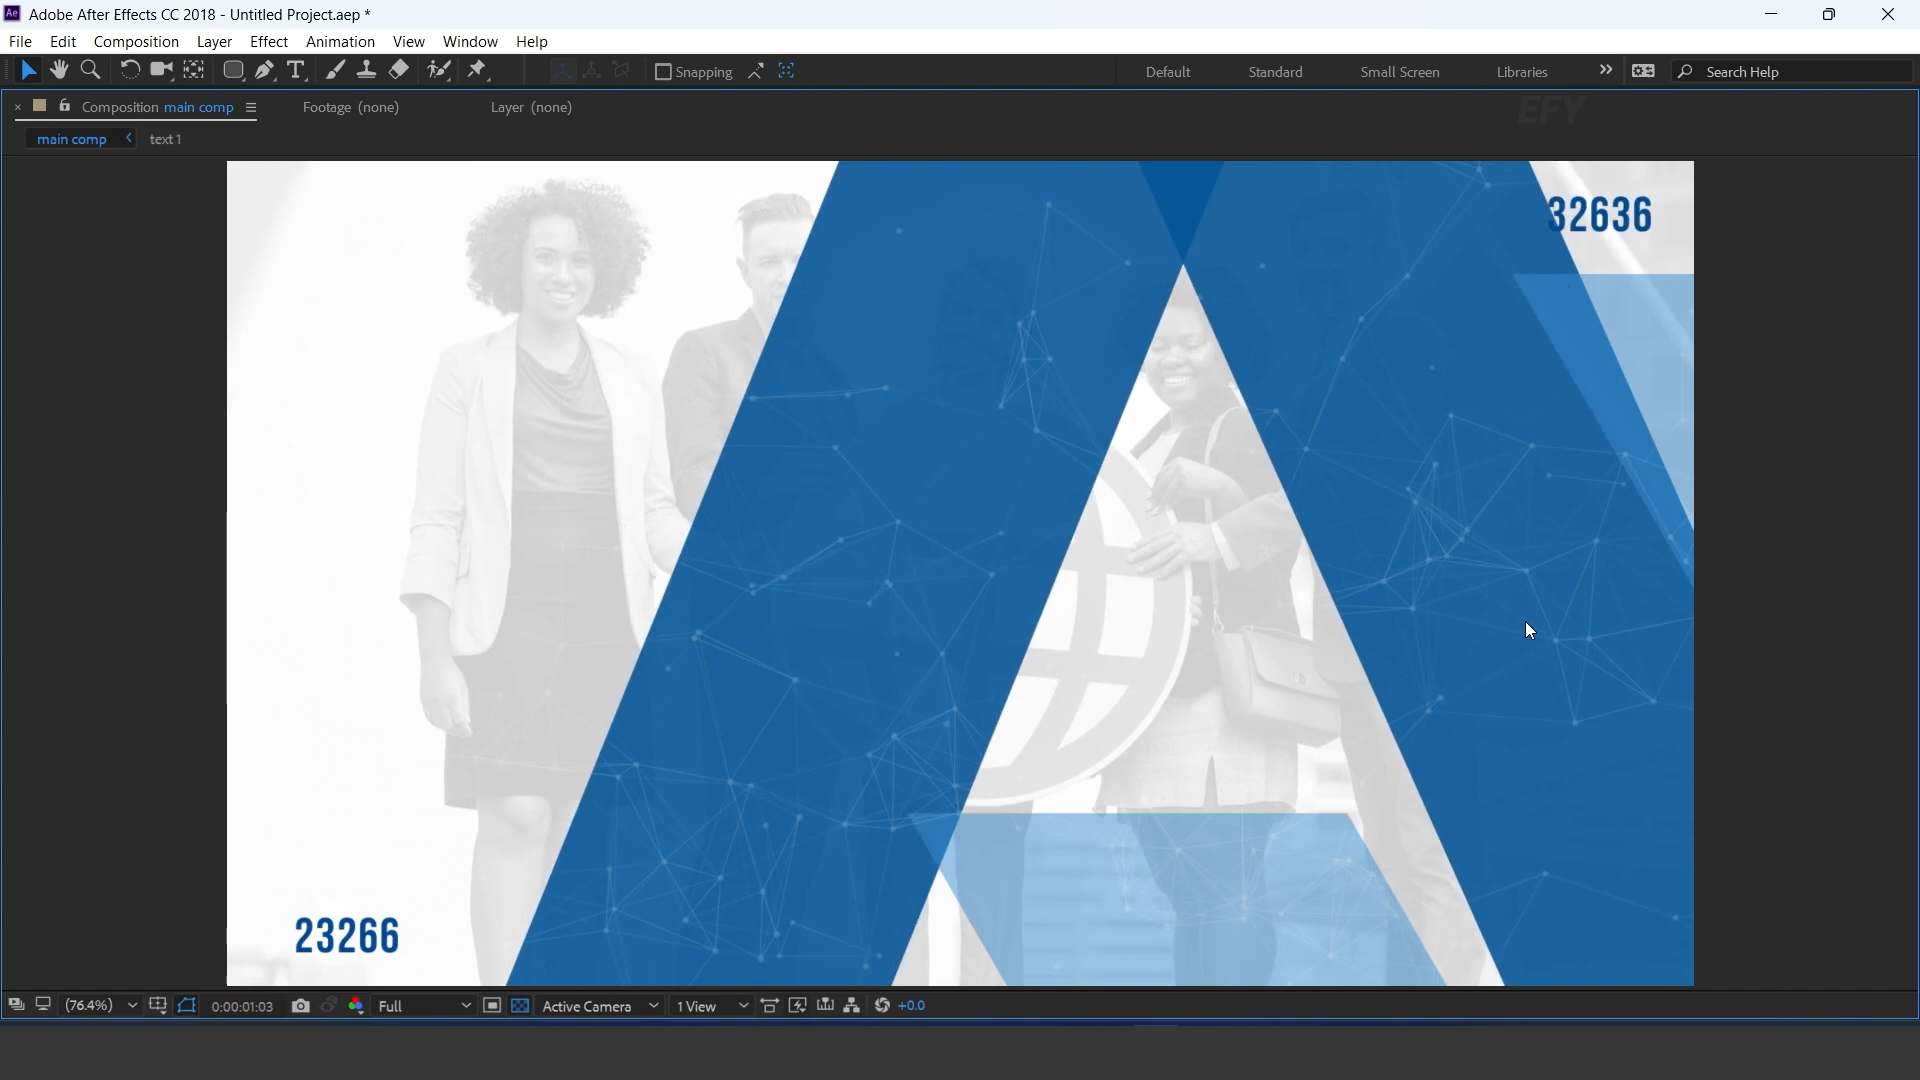 Adobe After Effects CC 2018 - Untitled Project.aep *
File Edit Composition Layer Effect Animation View Window Help
Snapping Default Standard Small Screen Libraries Search Help
Composition main comp Footage (none) Layer (none) EFY
main comp text 1
32636
23266
(76.4%) 0:00:01:03 Full Active Camera 1 View +0.0